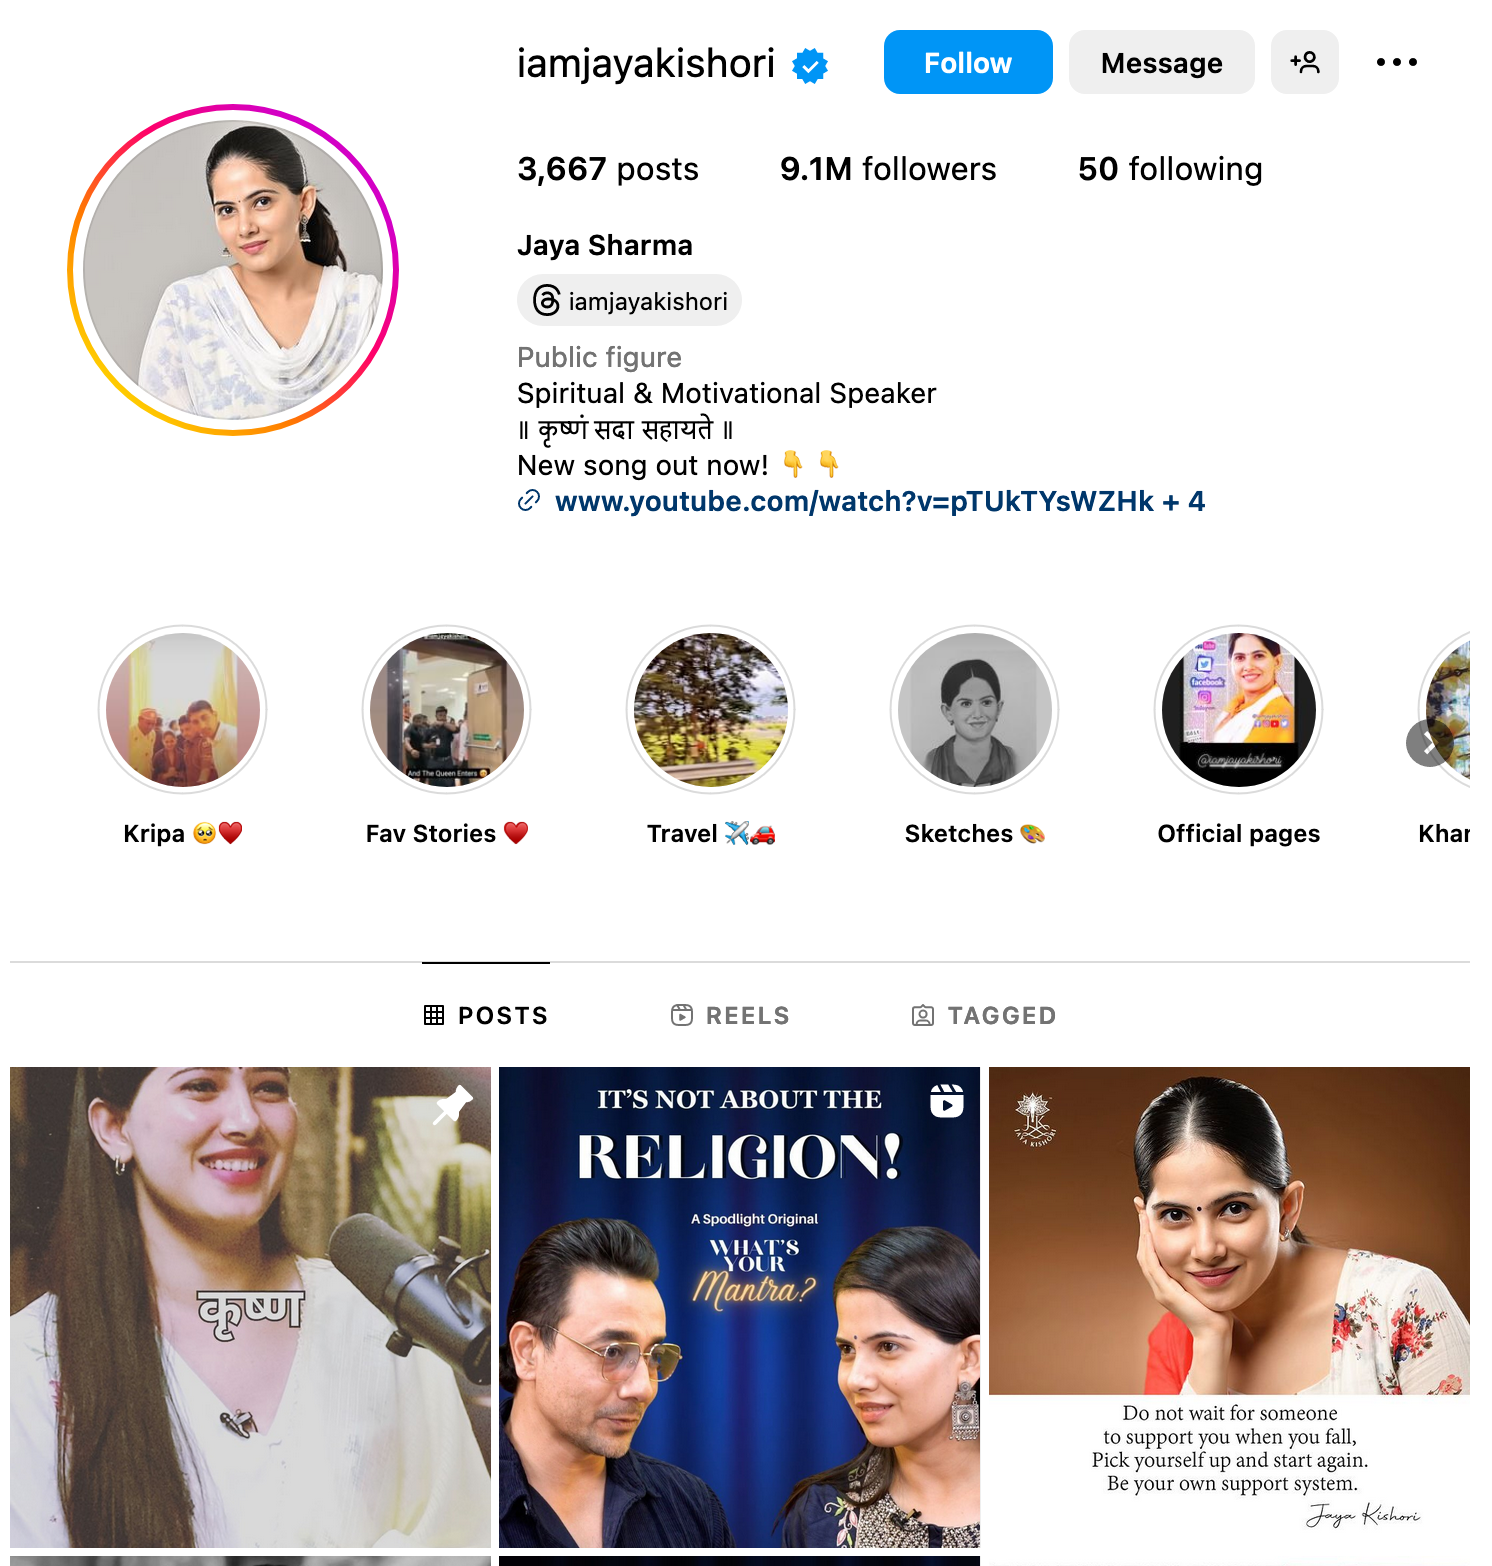 iamjayakishori
Follow
Message
3,667 posts 9.1M followers 50 following
Jaya Sharma
iamjayakishori
Public figure
Spiritual & Motivational Speaker
॥ कृष्णं सदा सहायते ॥
New song out now! 👇 👇
www.youtube.com/watch?v=pTUkTYsWZHk + 4
And The Queen Enters
facebook
Instagram
@iamjayakishori
Kripa 🥺♥️
Fav Stories ♥️
Travel ✈️🚗
Sketches 🎨
Official pages
Khar
POSTS
REELS
TAGGED
कृष्ण
IT'S NOT ABOUT THE
RELIGION!
A Spodlight Original
WHAT'S
YOUR
Mantra?
JAYA KISHORI
Do not wait for someone
to support you when you fall,
Pick yourself up and start again.
Be your own support system.
Jaya Kishori